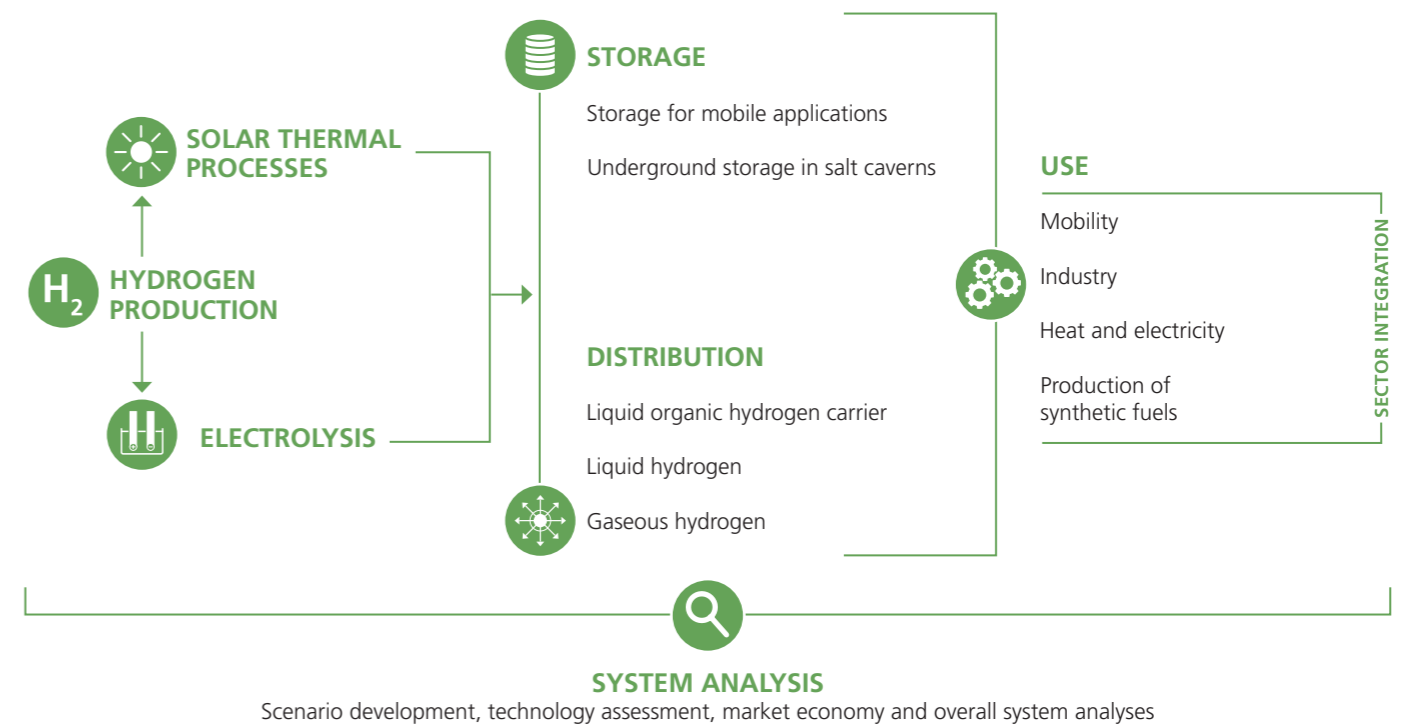 SOLAR THERMAL
PROCESSES
H2
HYDROGEN
PRODUCTION
ELECTROLYSIS
STORAGE
Storage for mobile applications
Underground storage in salt caverns
DISTRIBUTION
Liquid organic hydrogen carrier
Liquid hydrogen
Gaseous hydrogen
USE
Mobility
Industry
Heat and electricity
Production of
synthetic fuels
SECTOR INTEGRATION
SYSTEM ANALYSIS
Scenario development, technology assessment, market economy and overall system analyses